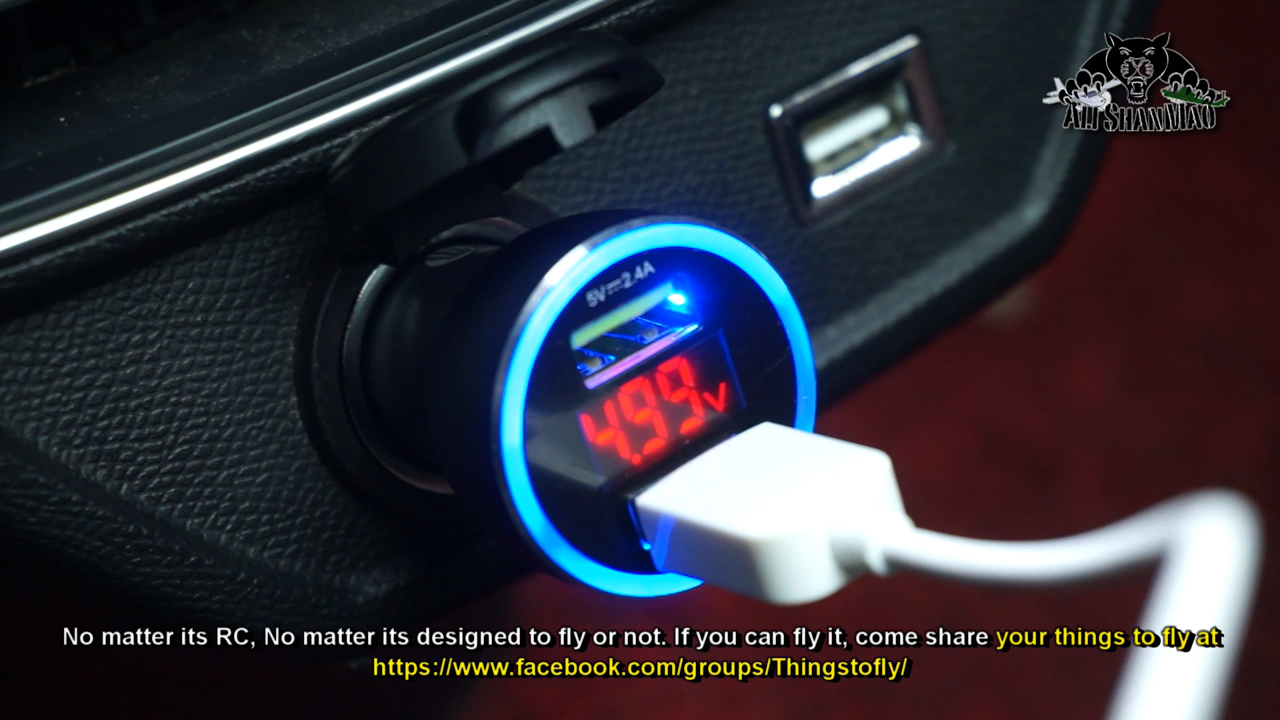 ALI SHANMAO
5V⎓2.4A
4.99V
No matter its RC, No matter its designed to fly or not. If you can fly it, come share your things to fly at
https://www.facebook.com/groups/Thingstofly/